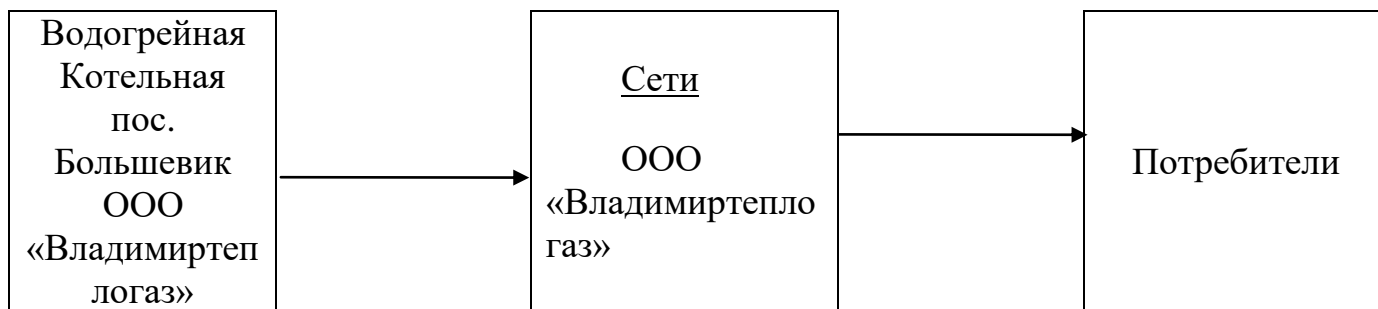 Водогрейная
Котельная
пос.
Большевик
ООО
«Владимиртеп
логаз»
Сети
ООО
«Владимиртепло
газ»
Потребители